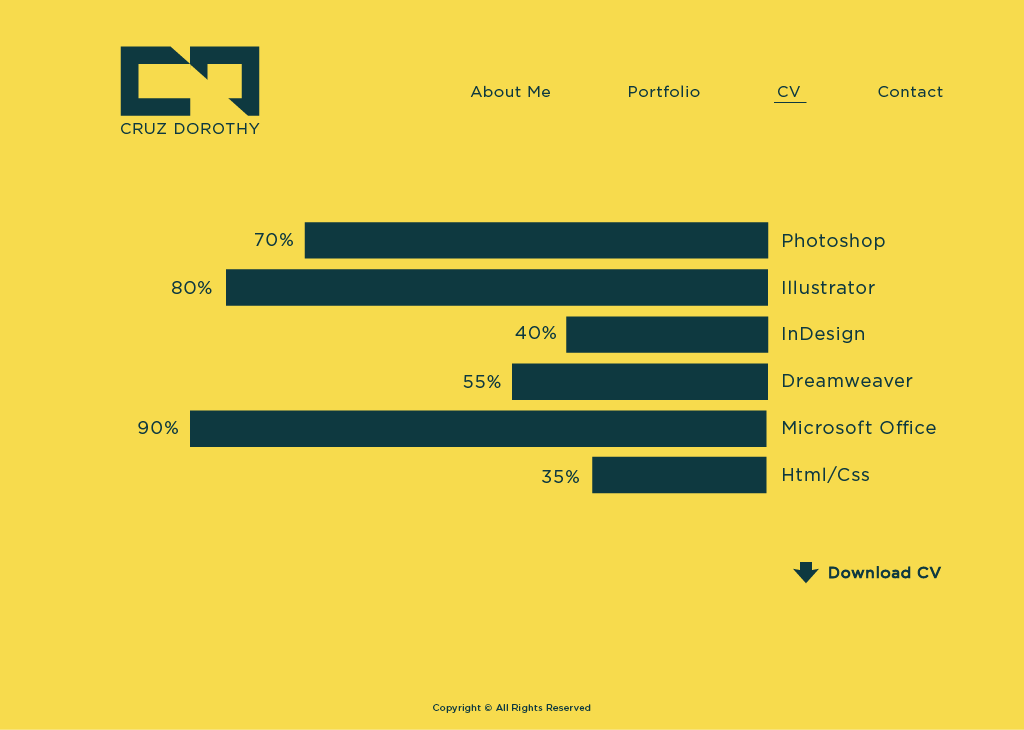 CRUZ DOROTHY
About Me
Portfolio
CV
Contact
70% Photoshop
80% Illustrator
40% InDesign
55% Dreamweaver
90% Microsoft Office
35% Html/Css
Download CV
Copyright © All Rights Reserved